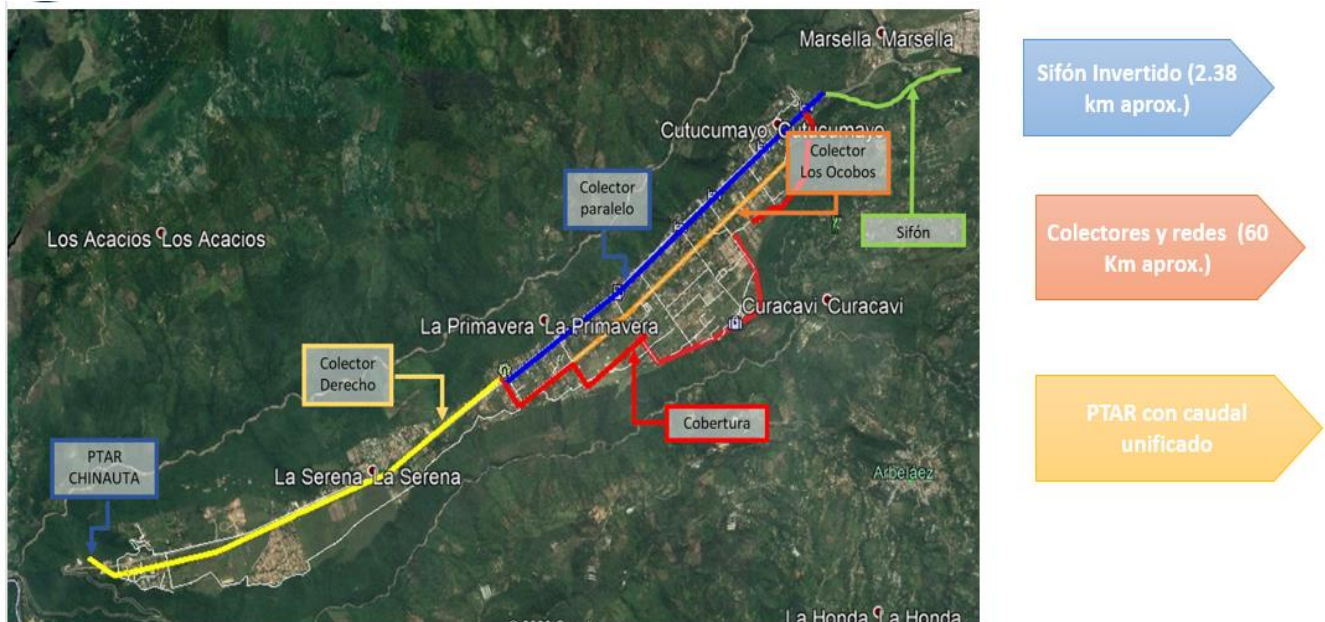 Marsella Marsella
Cutucumayo Cutucumayo
Colector
Los Ocobos
Colector
paralelo
Sifón
Los Acacios Los Acacios
Curacavi Curacavi
La Primavera La Primavera
Colector
Derecho
Cobertura
PTAR
CHINAUTA
La Serena La Serena
Arbelaez
La Honda La Honda
Sifón Invertido (2.38
km aprox.)
Colectores y redes (60
Km aprox.)
PTAR con caudal
unificado